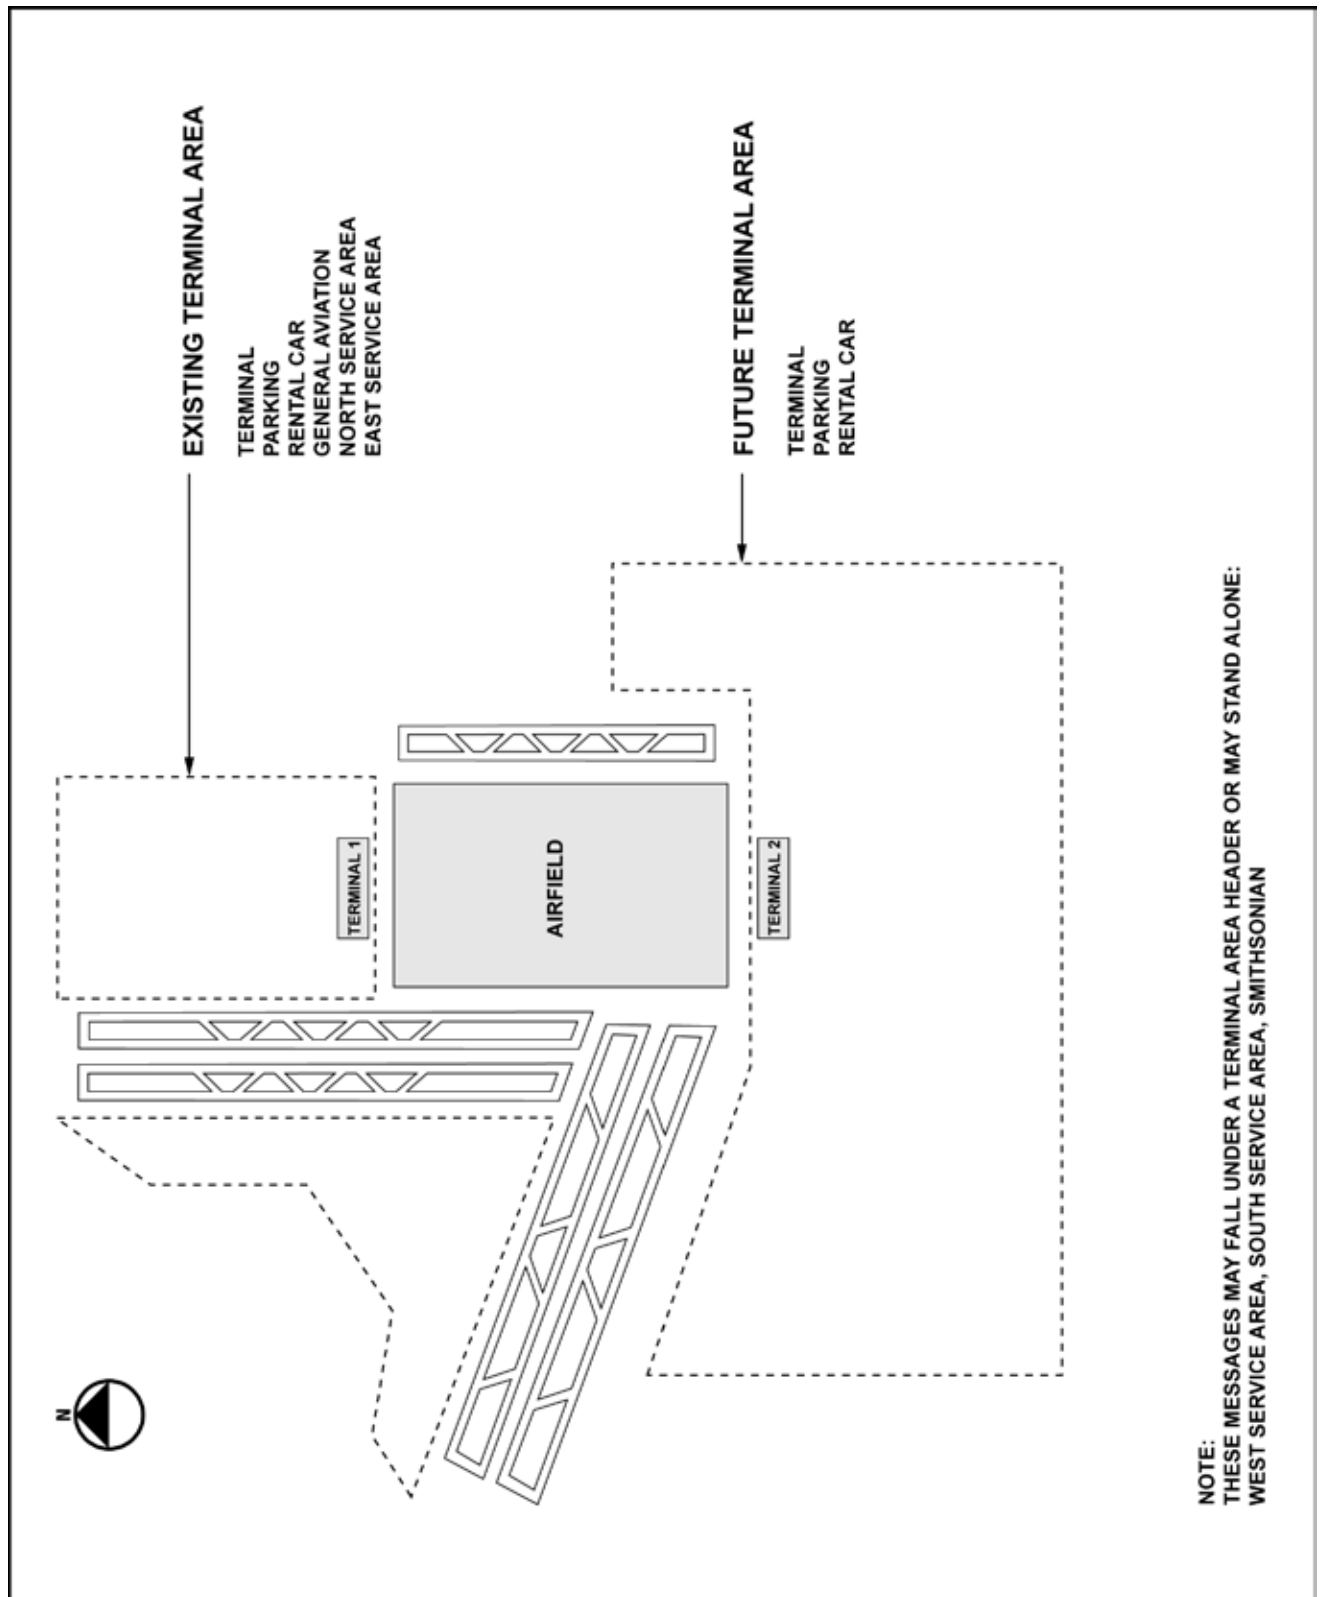 EXISTING TERMINAL AREA
TERMINAL
PARKING
RENTAL CAR
GENERAL AVIATION
NORTH SERVICE AREA
EAST SERVICE AREA
N
TERMINAL 1
AIRFIELD
TERMINAL 2
FUTURE TERMINAL AREA
TERMINAL
PARKING
RENTAL CAR
NOTE:
THESE MESSAGES MAY FALL UNDER A TERMINAL AREA HEADER OR MAY STAND ALONE:
WEST SERVICE AREA, SOUTH SERVICE AREA, SMITHSONIAN